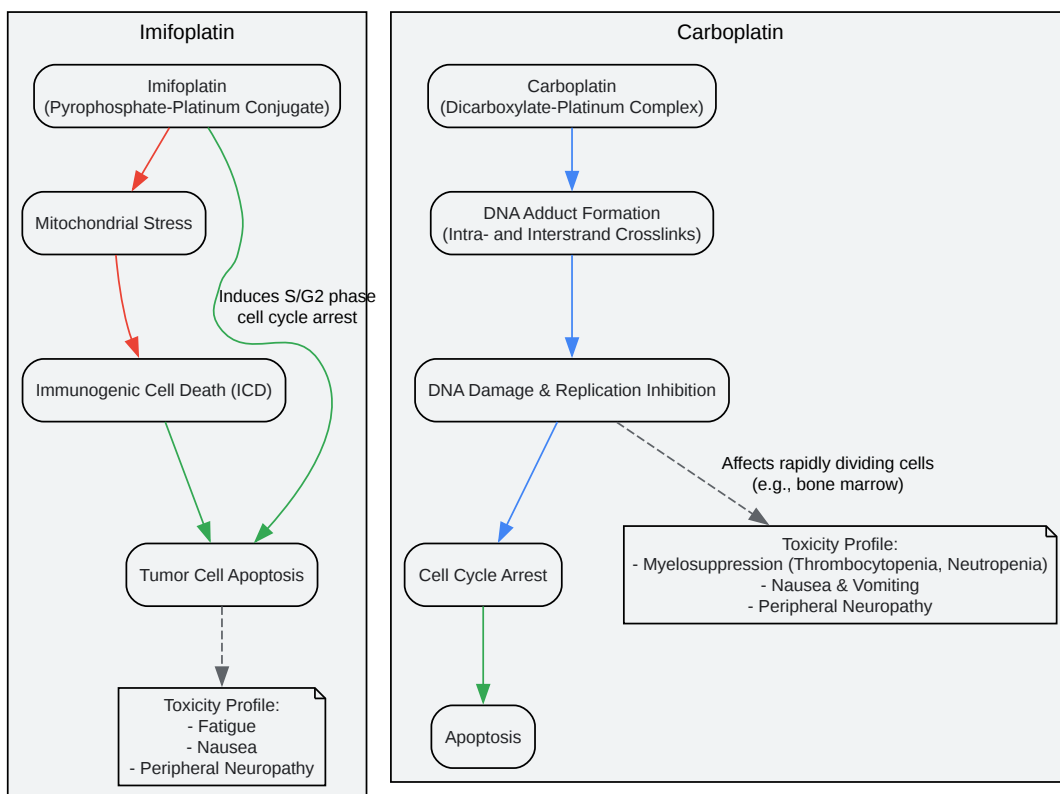 Imifoplatin
Imifoplatin
(Pyrophosphate-Platinum Conjugate)
Mitochondrial Stress
Induces S/G2 phase
cell cycle arrest
Immunogenic Cell Death (ICD)
Tumor Cell Apoptosis
Toxicity Profile:
- Fatigue
- Nausea
- Peripheral Neuropathy
Carboplatin
Carboplatin
(Dicarboxylate-Platinum Complex)
DNA Adduct Formation
(Intra- and Interstrand Crosslinks)
DNA Damage & Replication Inhibition
Affects rapidly dividing cells
(e.g., bone marrow)
Toxicity Profile:
- Myelosuppression (Thrombocytopenia, Neutropenia)
- Nausea & Vomiting
- Peripheral Neuropathy
Cell Cycle Arrest
Apoptosis